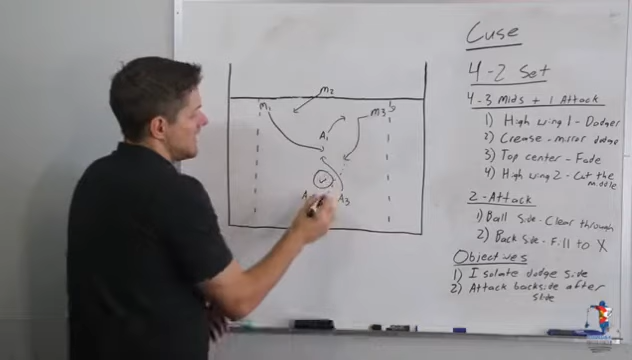 Cuse
4-2 Set
4-3 Mids + 1 Attack
1) High wing 1 - Dodger
2) Crease - mirror dodge
3) Top center - Fade
4) High wing 2 - Cut the
middle
2-Attack
1) Ball side - Clear through
2) Back side - Fill to X
Objectives
1) Isolate dodge side
2) Attack backside after
slide
M2
M1
M3
A1
A
A3